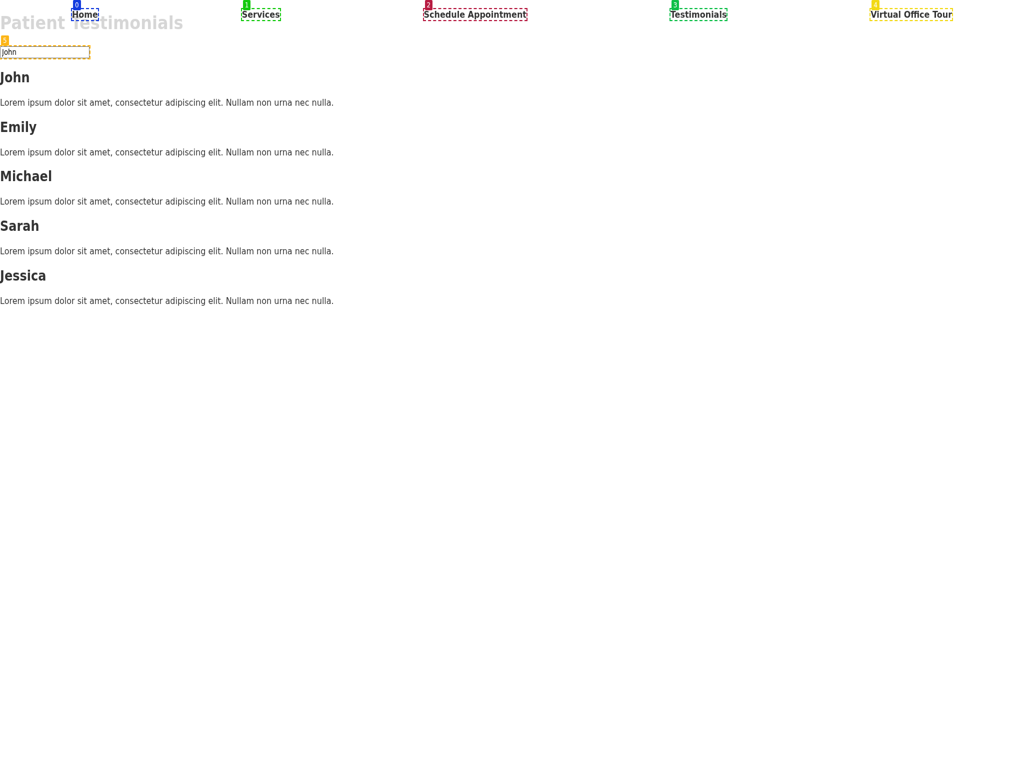 0
Home
1
Services
2
Schedule Appointment
3
Testimonials
4
Virtual Office Tour
Patient Testimonials
5
John
John
Lorem ipsum dolor sit amet, consectetur adipiscing elit. Nullam non urna nec nulla.
Emily
Lorem ipsum dolor sit amet, consectetur adipiscing elit. Nullam non urna nec nulla.
Michael
Lorem ipsum dolor sit amet, consectetur adipiscing elit. Nullam non urna nec nulla.
Sarah
Lorem ipsum dolor sit amet, consectetur adipiscing elit. Nullam non urna nec nulla.
Jessica
Lorem ipsum dolor sit amet, consectetur adipiscing elit. Nullam non urna nec nulla.